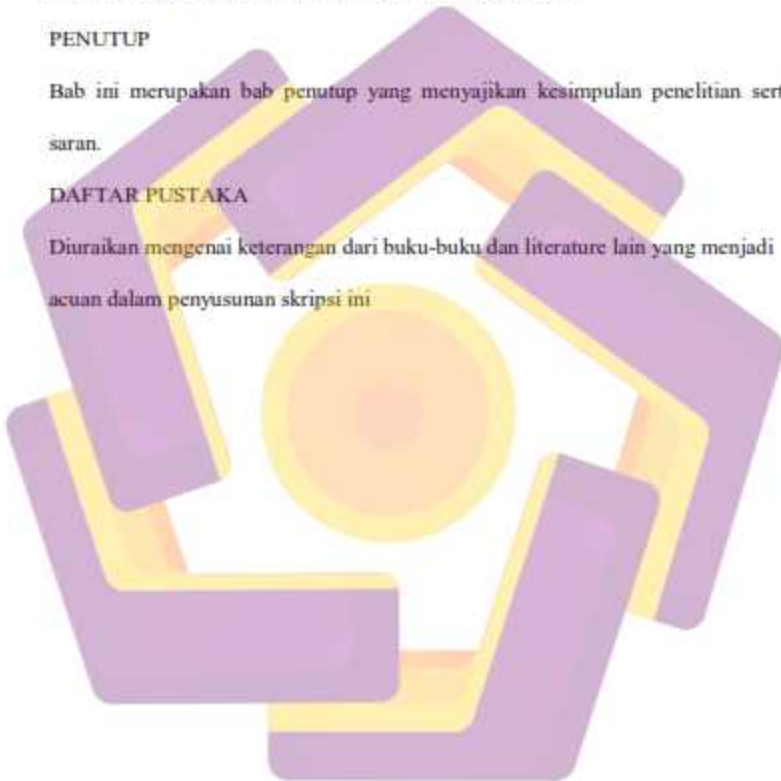 PENUTUP
Bab ini merupakan bab penutup yang menyajikan kesimpulan penelitian sert
saran.
DAFTAR PUSTAKA
Diuraikan mengenai keterangan dari buku-buku dan literature lain yang menjadi
acuan dalam penyusunan skripsi ini